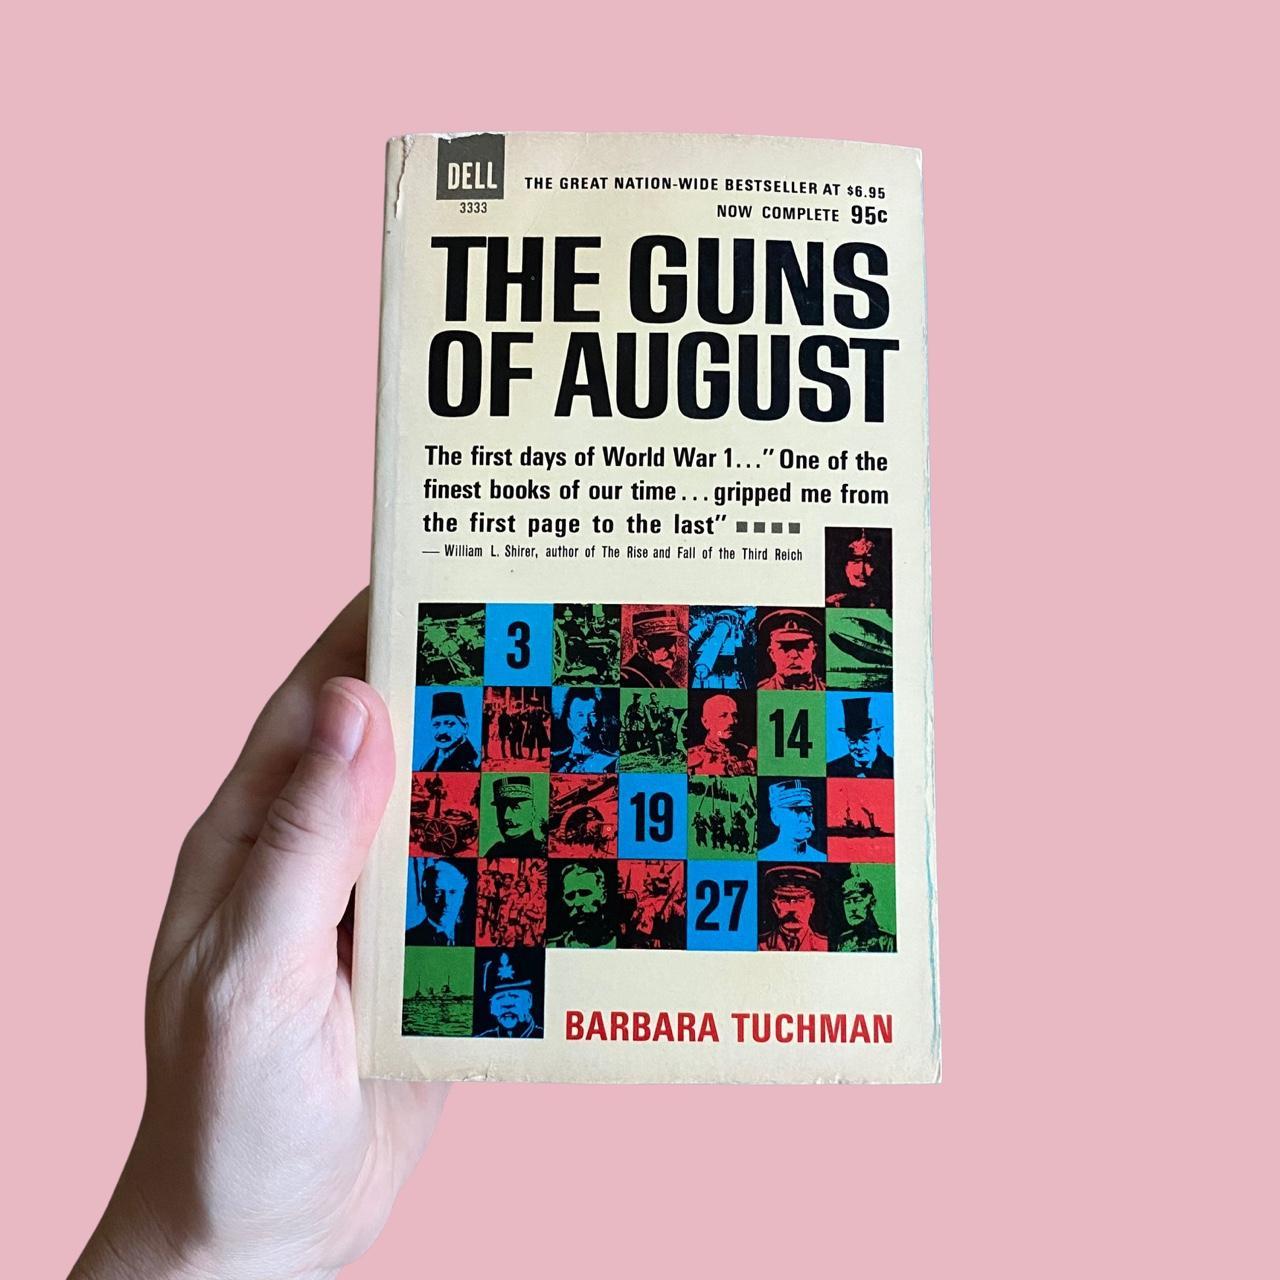 DELL
3333
THE GREAT NATION-WIDE BESTSELLER AT $6.95
NOW COMPLETE 95c
THE GUNS
OF AUGUST
The first days of World War 1..." One of the
finest books of our time...gripped me from
the first page to the last"
— William L. Shirer, author of The Rise and Fall of the Third Reich
3
14
19
27
BARBARA TUCHMAN